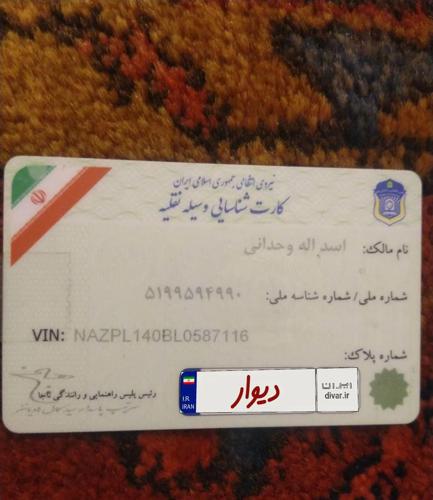 نیروی انتظامی جمهوری اسلامی ایران
کارت شناسایی وسیله نقلیه
نام مالک: اسد اله وحدانی
شماره ملی/ شماره شناسه ملی: ۵۱۹۹۵۹۴۹۹۰
VIN: NAZPL140BL0587116
شماره پلاک:
I.R. IRAN دیوار ایران divar.ir
رئیس پلیس راهنمایی و رانندگی ناجا